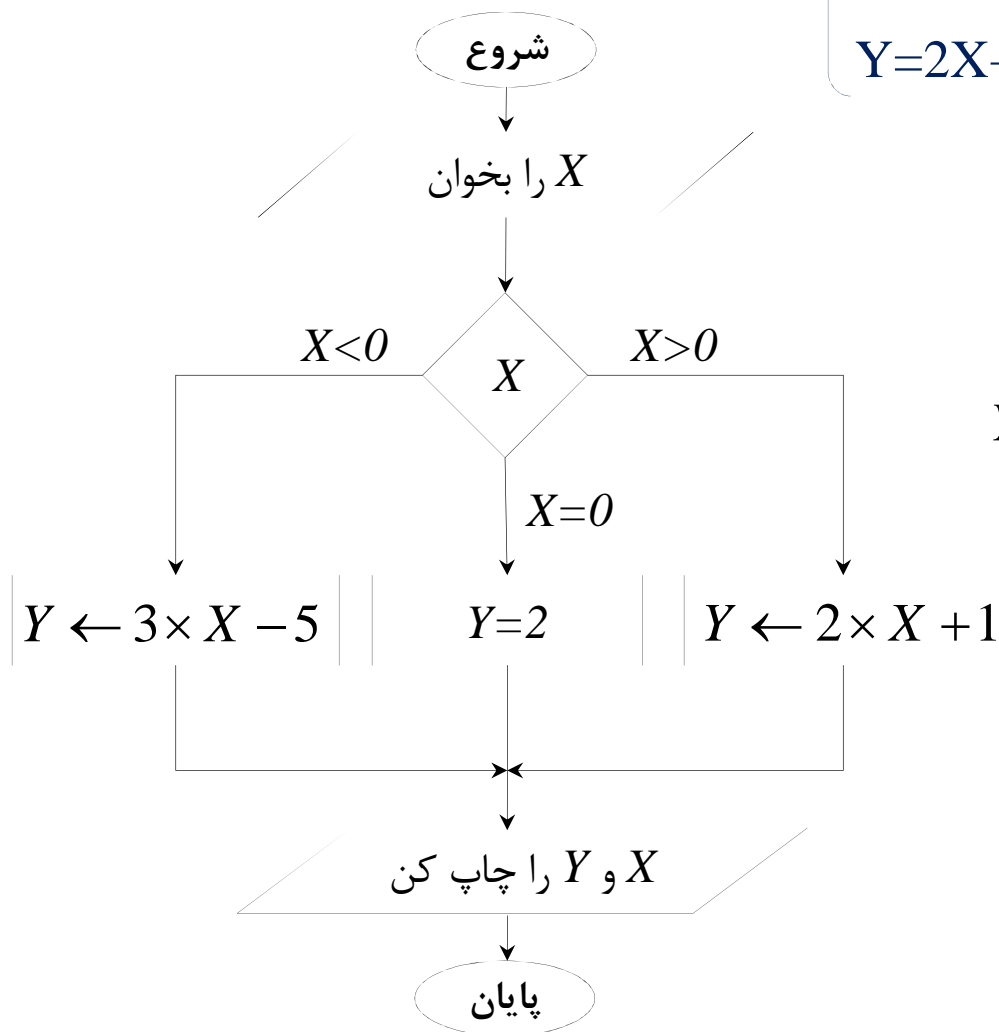 شروع
Y=2X-
X را بخوان
X<0
X>0
X
X=0
Y ← 3× X −5
Y=2
Y ← 2× X +1
X و Y را چاپ کن
پایان